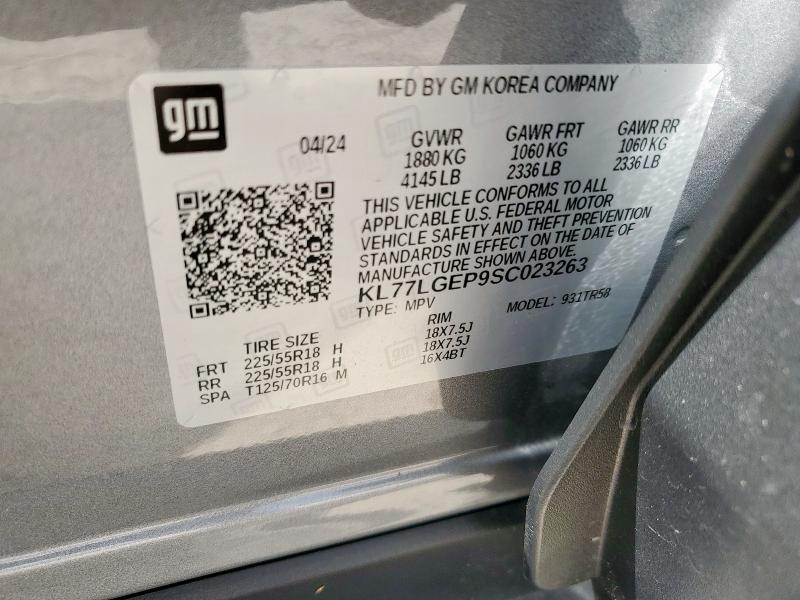 gm
MFD BY GM KOREA COMPANY
04/24 GVWR GAWR FRT GAWR RR
1880 KG 1060 KG 1060 KG
4145 LB 2336 LB 2336 LB
THIS VEHICLE CONFORMS TO ALL
APPLICABLE U.S. FEDERAL MOTOR
VEHICLE SAFETY AND THEFT PREVENTION
STANDARDS IN EFFECT ON THE DATE OF
MANUFACTURE SHOWN ABOVE.
KL77LGEP9SC023263
TYPE: MPV MODEL: 931TR58
TIRE SIZE RIM
FRT 225/55R18 H 18X7.5J
RR 225/55R18 H 18X7.5J
SPA T125/70R16 M 16X4BT